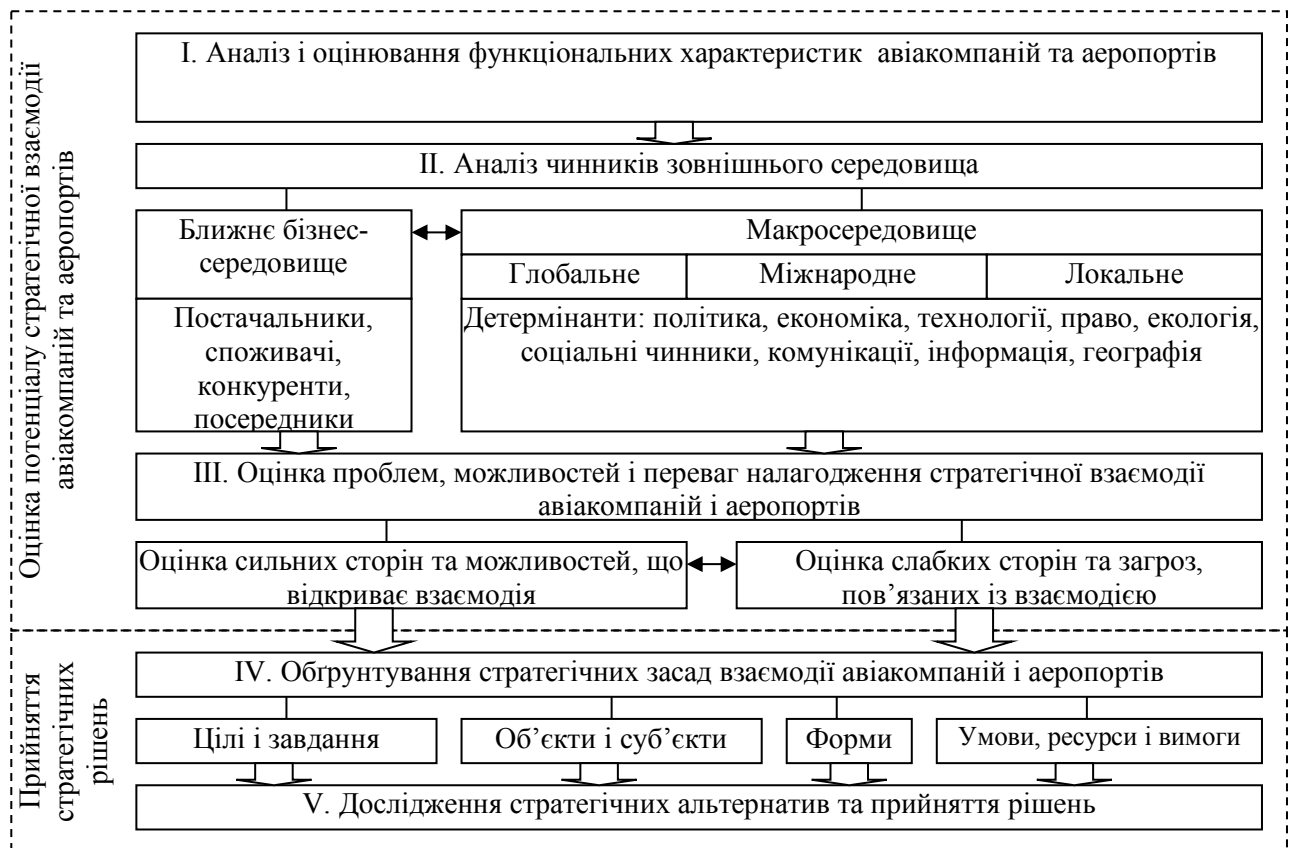 Оцінка потенціалу стратегічної взаємодії
авіакомпаній та аеропортів
І. Аналіз і оцінювання функціональних характеристик авіакомпаній та аеропортів
ІІ. Аналіз чинників зовнішнього середовища
Ближнє бізнес-
середовище
Макросередовище
Глобальне
Міжнародне
Локальне
Постачальники,
споживачі,
конкуренти,
посередники
Детермінанти: політика, економіка, технології, право, екологія,
соціальні чинники, комунікації, інформація, географія
ІІІ. Оцінка проблем, можливостей і переваг налагодження стратегічної взаємодії
авіакомпаній і аеропортів
Оцінка сильних сторін та можливостей, що
відкриває взаємодія
Оцінка слабких сторін та загроз,
пов’язаних із взаємодією
Прийняття
стратегічних
рішень
IV. Обґрунтування стратегічних засад взаємодії авіакомпаній і аеропортів
Цілі і завдання
Об’єкти і суб’єкти
Форми
Умови, ресурси і вимоги
V. Дослідження стратегічних альтернатив та прийняття рішень